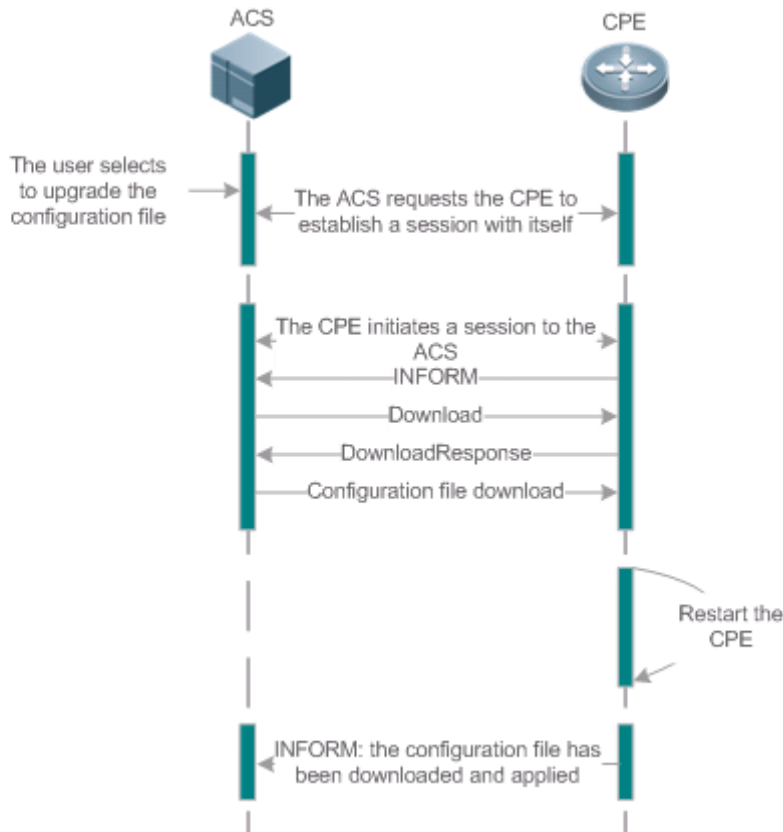 ACS
CPE
The user selects
to upgrade the
configuration file
The ACS requests the CPE to
establish a session with itself
The CPE initiates a session to the
ACS
INFORM
Download
DownloadResponse
Configuration file download
Restart the
CPE
INFORM: the configuration file has
been downloaded and applied